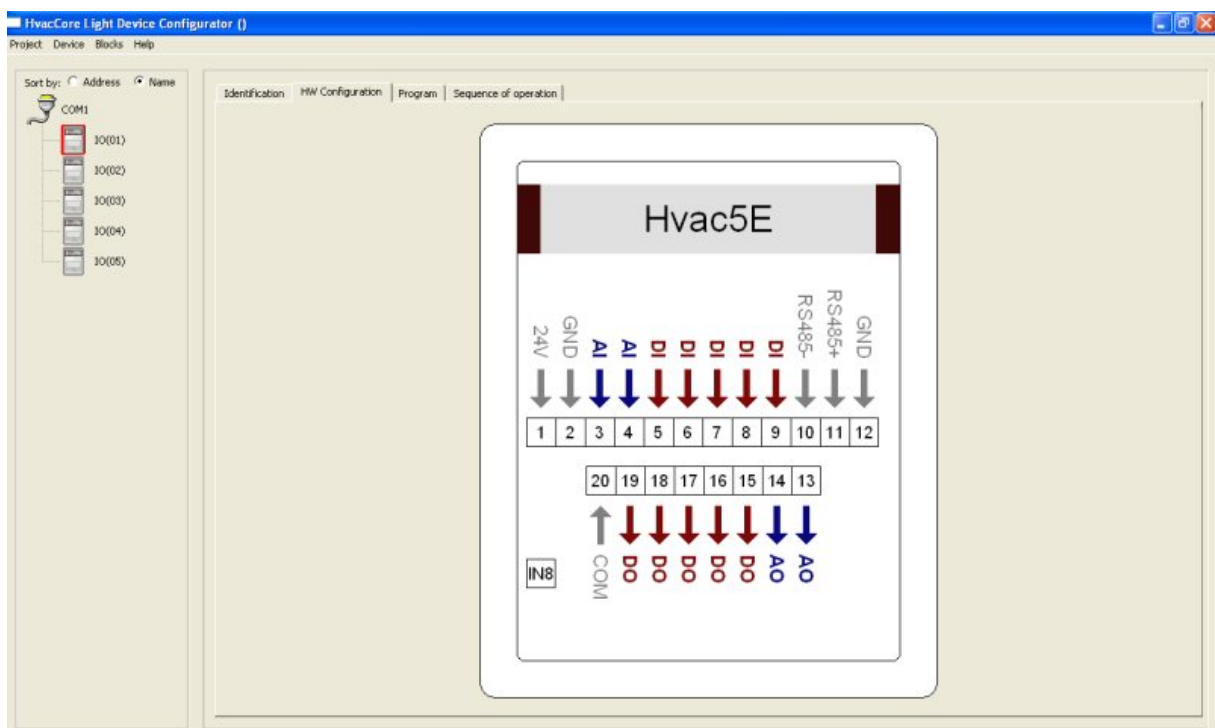 HvacCore Light Device Configurator ()
Project Device Blocks Help
Sort by: Address Name
COM1
IO(01)
IO(02)
IO(03)
IO(04)
IO(05)
Identification HW Configuration Program Sequence of operation
Hvac5E
24V GND AI AI DI DI DI DI DI RS485- RS485+ GND
1 2 3 4 5 6 7 8 9 10 11 12
20 19 18 17 16 15 14 13
COM DO DO DO DO DO AO AO
IN8